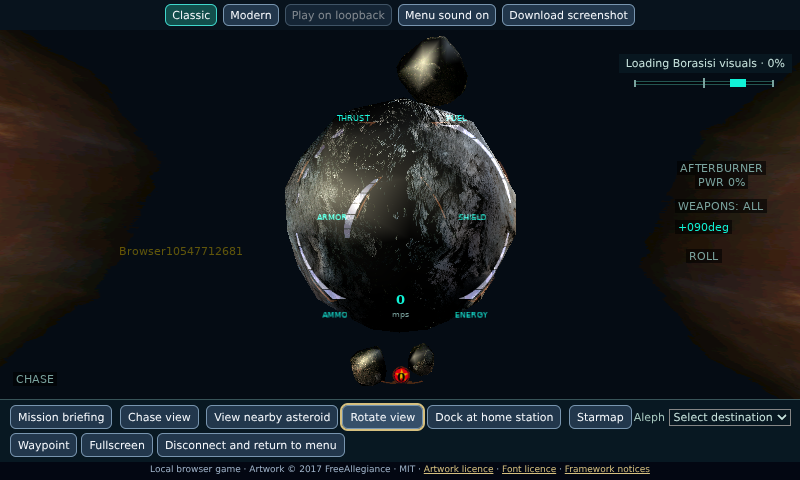 Classic Modern Play on loopback Menu sound on Download screenshot
Loading Borasisi visuals · 0%
THRUST FUEL
AFTERBURNER
PWR 0%
WEAPONS: ALL
ARMOR SHIELD
+090deg
Browser10547712681
ROLL
0
mps
AMMO ENERGY
CHASE
Mission briefing Chase view View nearby asteroid Rotate view Dock at home station Starmap Aleph Select destination
Waypoint Fullscreen Disconnect and return to menu
Local browser game · Artwork © 2017 FreeAllegiance · MIT · Artwork licence · Font licence · Framework notices